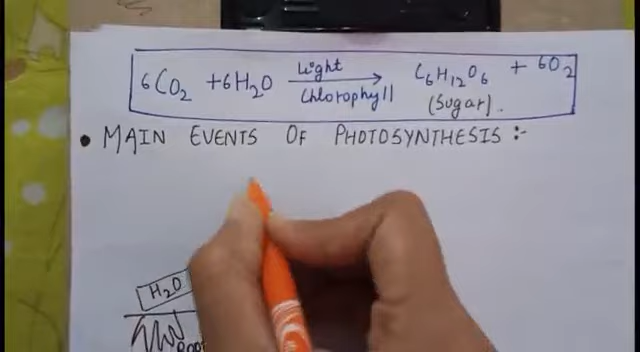 6CO2 + 6H2O Light Chlorophyll → C6H12O6 (Sugar). + 6O2
• MAIN EVENTS OF PHOTOSYNTHESIS :-
H2O